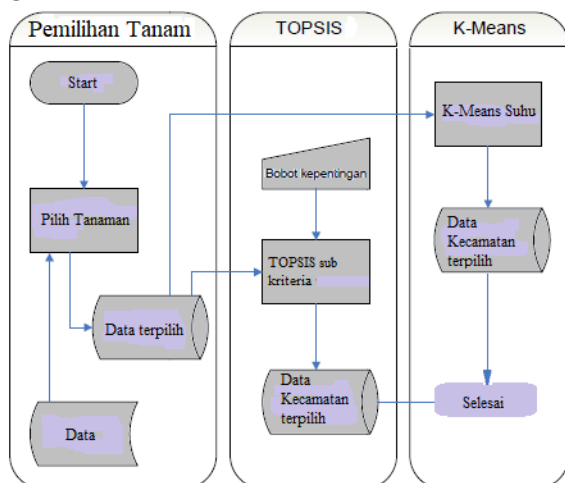 Pemilihan Tanam
Start
Pilih Tanaman
Data terpilih
Data
TOPSIS
Bobot kepentingan
TOPSIS sub
kriteria
Data
Kecamatan
terpilih
K-Means
K-Means Suhu
Data
Kecamatan
terpilih
Selesai